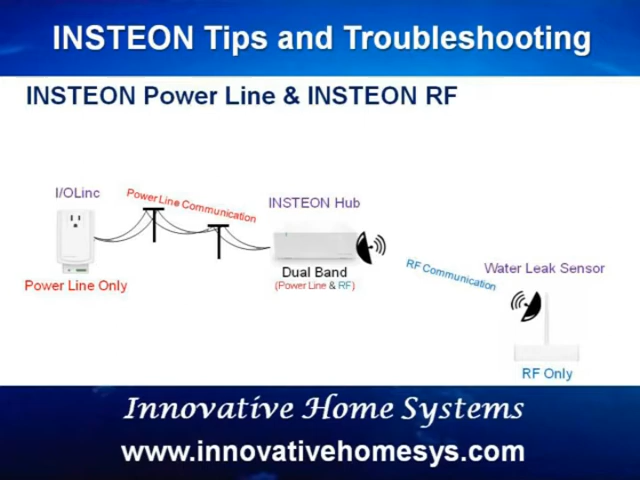 INSTEON Tips and Troubleshooting
INSTEON Power Line & INSTEON RF
I/OLinc
Power Line Communication
INSTEON Hub
Dual Band
(Power Line & RF)
Power Line Only
RF Communication
Water Leak Sensor
RF Only
Innovative Home Systems
www.innovativehomesys.com